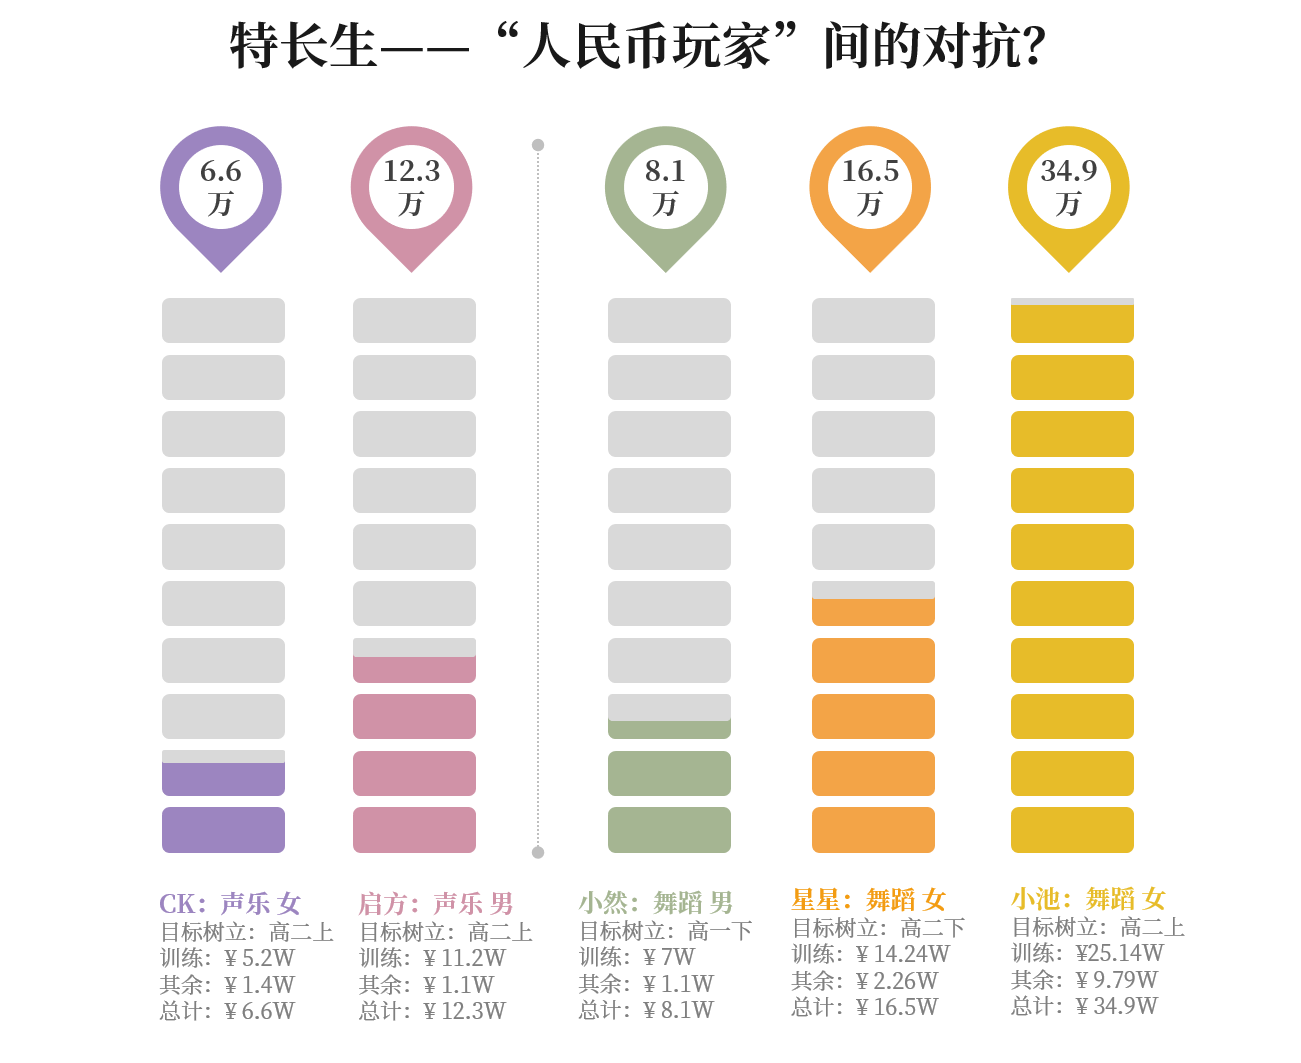 特长生——“人民币玩家”间的对抗?
6.6
万
12.3
万
8.1
万
16.5
万
34.9
万
CK：声乐 女
目标树立：高二上
训练：¥ 5.2W
其余：¥ 1.4W
总计：¥ 6.6W
启方：声乐 男
目标树立：高二上
训练：¥ 11.2W
其余：¥ 1.1W
总计：¥ 12.3W
小然：舞蹈 男
目标树立：高一下
训练：¥ 7W
其余：¥ 1.1W
总计：¥ 8.1W
星星：舞蹈 女
目标树立：高二下
训练：¥ 14.24W
其余：¥ 2.26W
总计：¥ 16.5W
小池：舞蹈 女
目标树立：高二上
训练：¥25.14W
其余：¥ 9.79W
总计：¥ 34.9W